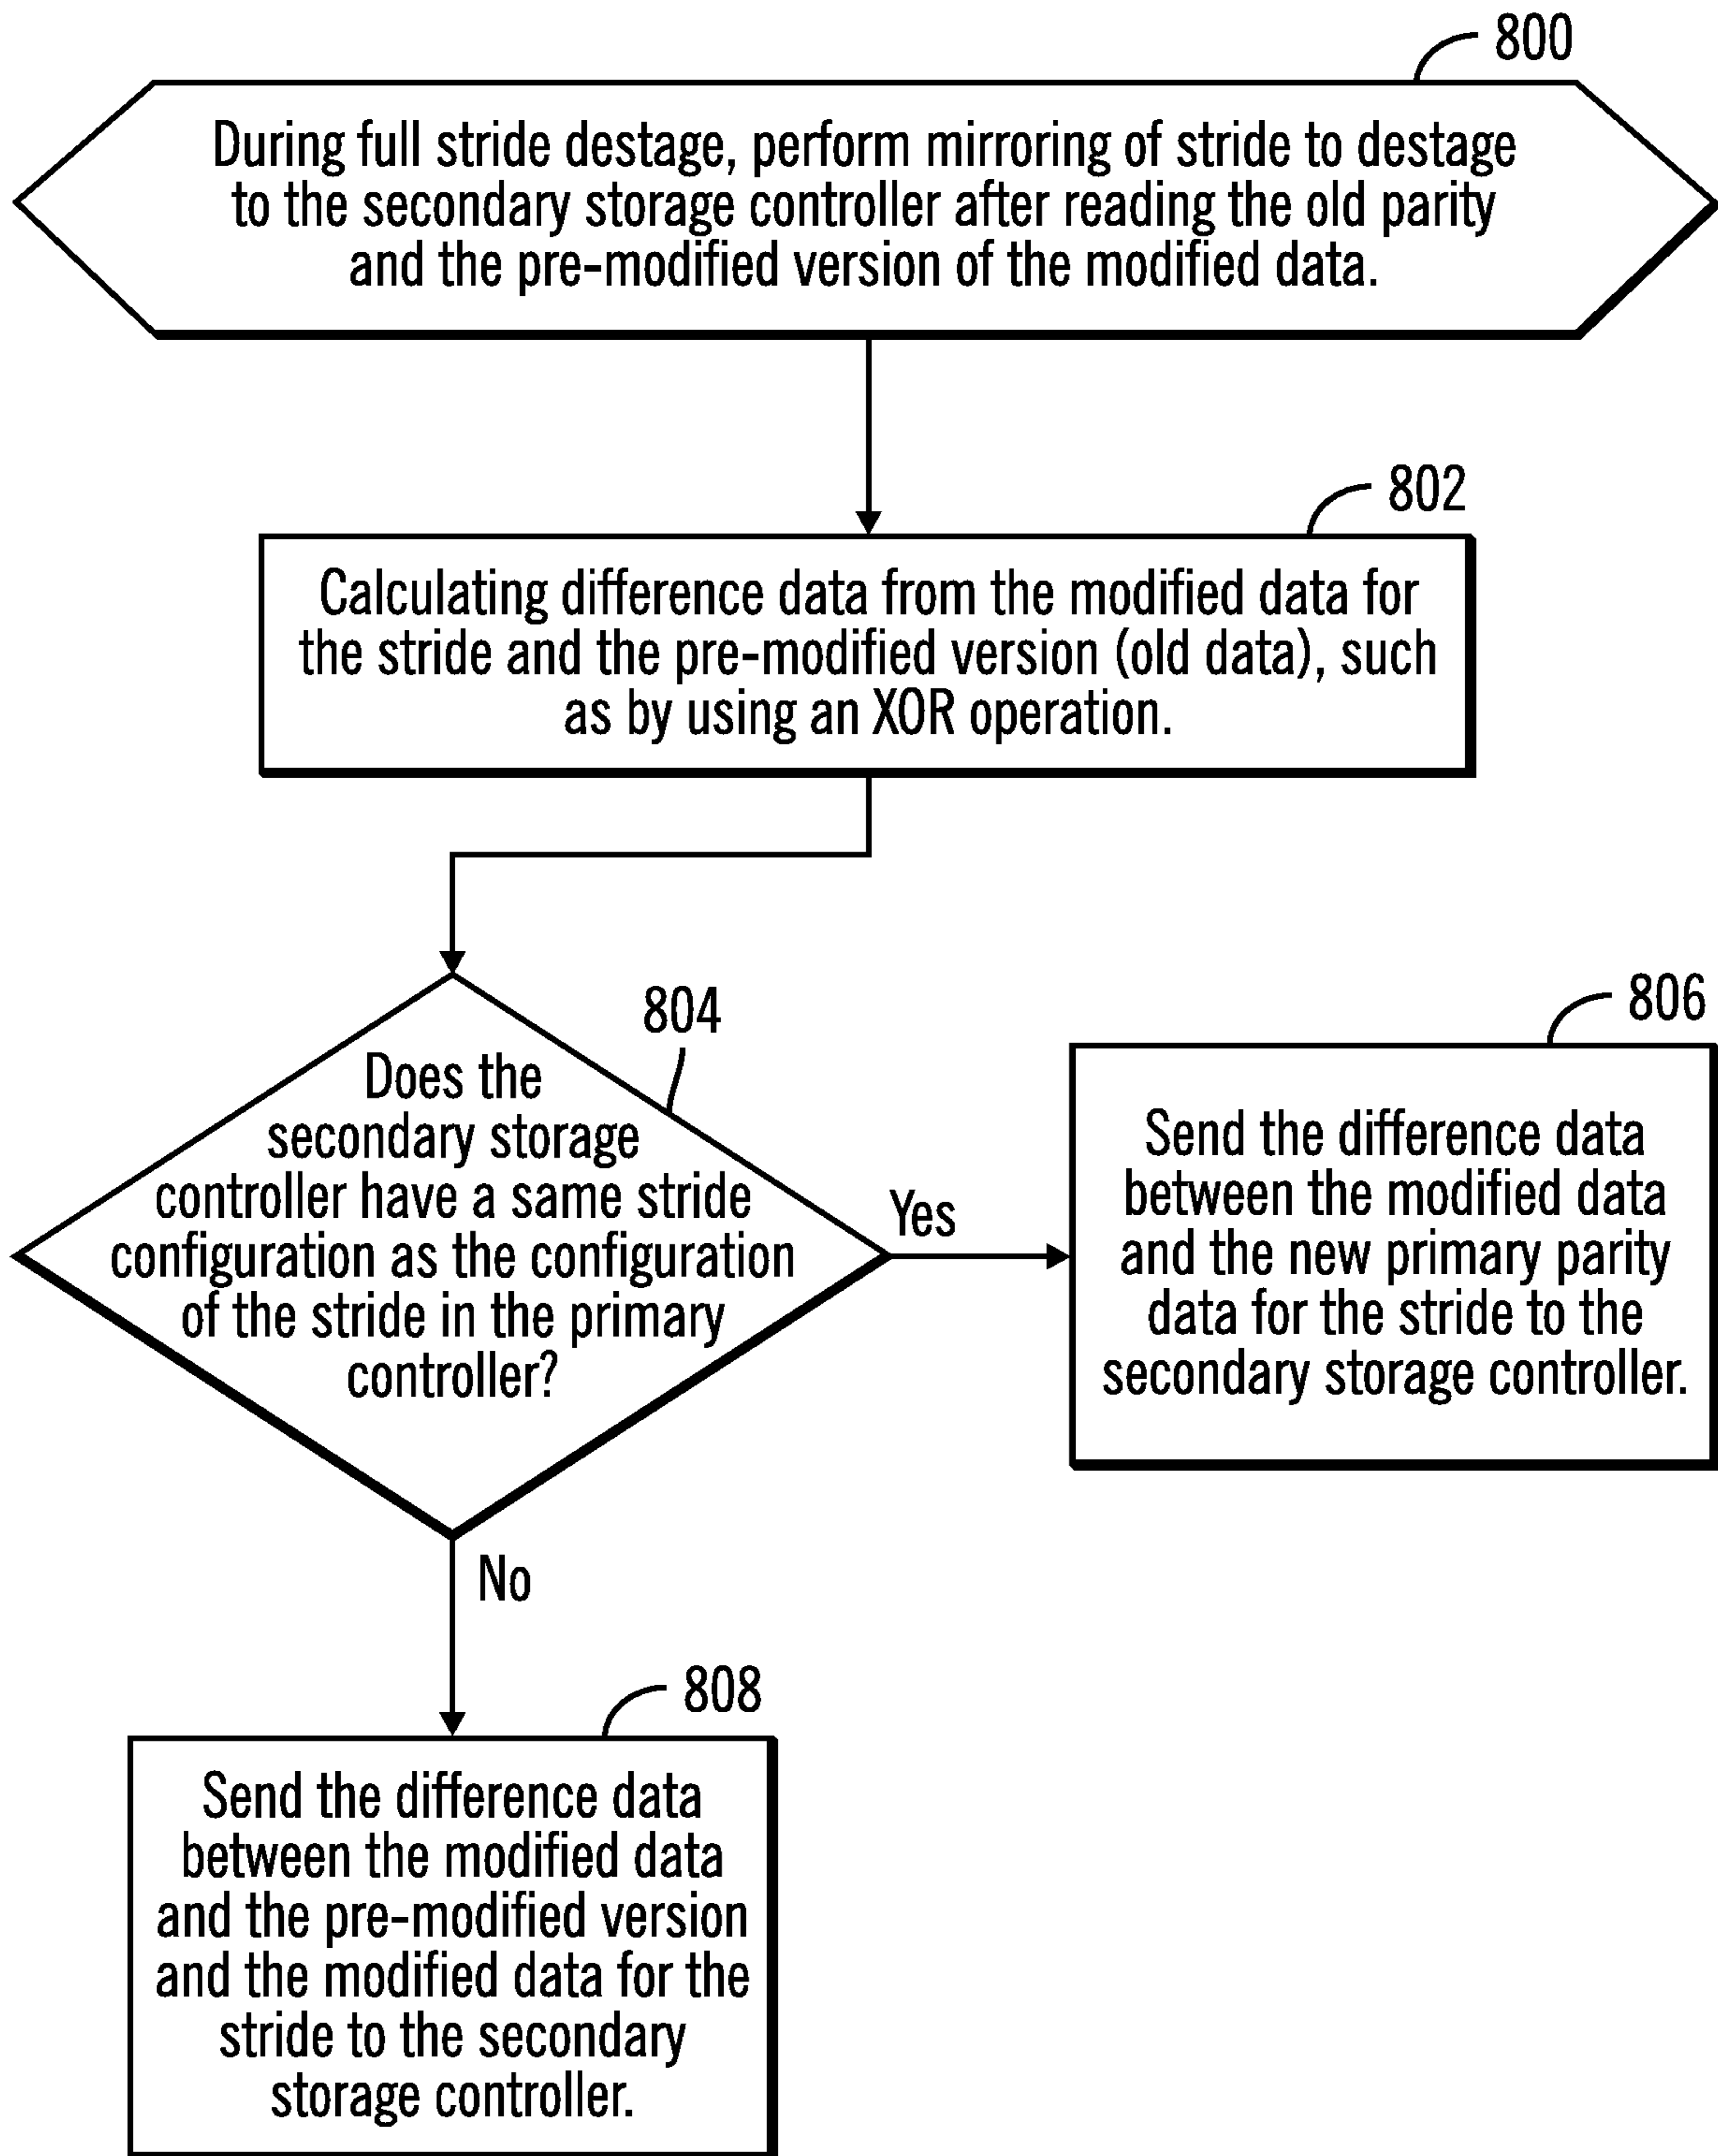 800
During full stride destage, perform mirroring of stride to destage
to the secondary storage controller after reading the old parity
and the pre-modified version of the modified data.
802
Calculating difference data from the modified data for
the stride and the pre-modified version (old data), such
as by using an XOR operation.
804
Does the
secondary storage
controller have a same stride
configuration as the configuration
of the stride in the primary
controller?
Yes
806
Send the difference data
between the modified data
and the new primary parity
data for the stride to the
secondary storage controller.
No
808
Send the difference data
between the modified data
and the pre-modified version
and the modified data for the
stride to the secondary
storage controller.